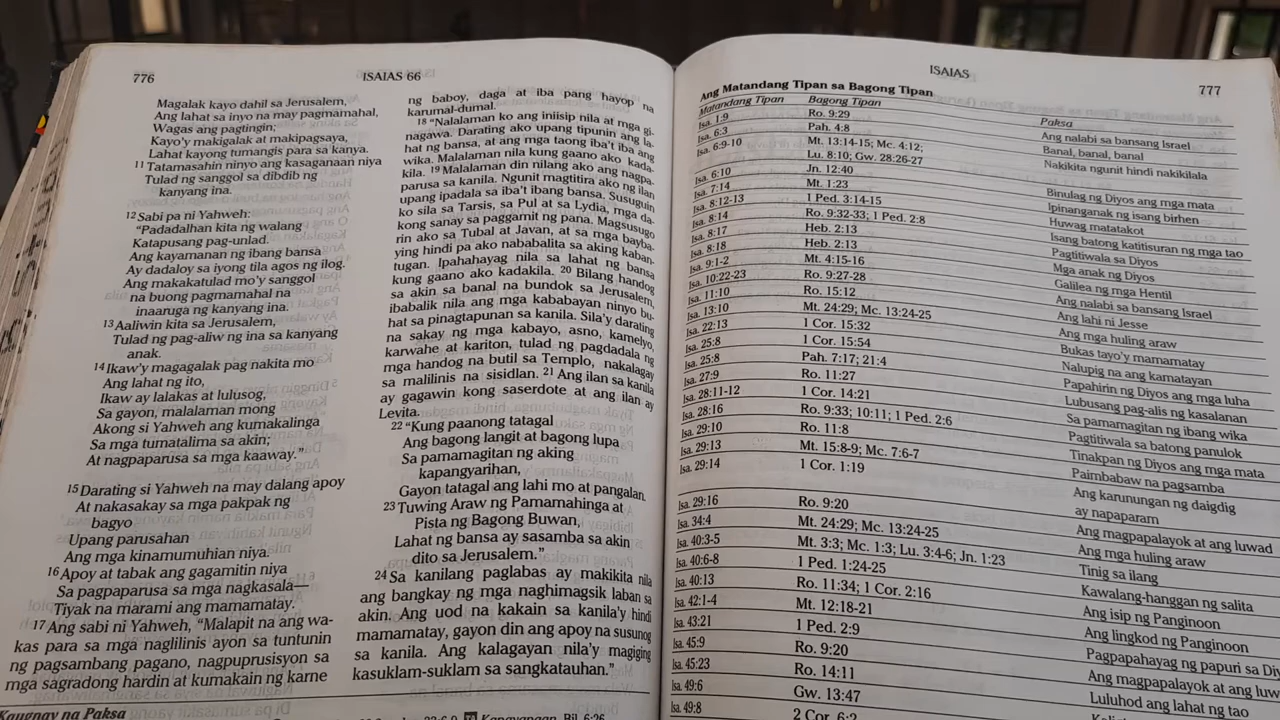 776
ISAIAS 66
Magalak kayo dahil sa Jerusalem,
Ang lahat sa inyo na may pagmamahal,
Wagas ang pagtingin;
Kayo'y makigalak at makipagsaya,
Lahat kayong tumangis para sa kanya.
11 Tatamasahin ninyo ang kasaganaan niya
Tulad ng sanggol sa dibdib ng
kanyang ina.
12 Sabi pa ni Yahweh:
“Padadalhan kita ng walang
Katapusang pag-unlad.
Ang kayamanan ng ibang bansa
Ay dadaloy sa iyong tila agos ng ilog.
Ang makakatulad mo'y sanggol
na buong pagmamahal na
inaaruga ng kanyang ina.
13 Aaliwin kita sa Jerusalem,
Tulad ng pag-aliw ng ina sa kanyang
anak.
14 Ikaw'y magagalak pag nakita mo
Ang lahat ng ito,
Ikaw ay lalakas at lulusog,
Sa gayon, malalaman mong
Akong si Yahweh ang kumakalinga
Sa mga tumatalima sa akin;
At nagpaparusa sa mga kaaway.”
15 Darating si Yahweh na may dalang apoy
At nakasakay sa mga pakpak ng
bagyo
Upang parusahan
Ang mga kinamumuhian niya.
16 Apoy at tabak ang gagamitin niya
Sa pagpaparusa sa mga nagkasala—
Tiyak na marami ang mamamatay.
17 Ang sabi ni Yahweh, “Malapit na ang wa-
kas para sa mga naglilinis ayon sa tuntunin
ng pagsambang pagano, nagpuprusisyon sa
mga sagradong hardin at kumakain ng karne
Kaugnay na Paksa
ng baboy, daga at iba pang hayop na
karumal-dumal.
18 “Nalalaman ko ang iniisip nila at mga gi-
nagawa. Darating ako upang tipunin ang la-
hat ng bansa, at ang mga taong iba't iba ang
wika. Malalaman nila kung gaano ako kada-
kila. 19 Malalaman din nilang ako ang nagpa-
parusa sa kanila. Ngunit magtitira ako ng ilan
upang ipadala sa iba't ibang bansa. Susuguin
ko sila sa Tarsis, sa Pul at sa Lydia, mga da-
kong sanay sa paggamit ng pana. Magsusugo
rin ako sa Tubal at Javan, at sa mga bayba-
ying hindi pa ako nababalita sa aking kaban-
tugan. Ipahahayag nila sa lahat ng bansa
kung gaano ako kadakila. 20 Bilang handog
sa akin sa banal na bundok sa Jerusalem,
ibabalik nila ang mga kababayan ninyo bu-
hat sa pinagtapunan sa kanila. Sila'y darating
na sakay ng mga kabayo, asno, kamelyo,
karwahe at kariton, tulad ng pagdadala ng
mga handog na butil sa Templo, nakalagay
sa malilinis na sisidlan. 21 Ang ilan sa kanila
ay gagawin kong saserdote at ang ilan ay
Levita.
22 “Kung paanong tatagal
Ang bagong langit at bagong lupa
Sa pamamagitan ng aking
kapangyarihan,
Gayon tatagal ang lahi mo at pangalan.
23 Tuwing Araw ng Pamamahinga at
Pista ng Bagong Buwan,
Lahat ng bansa ay sasamba sa akin
dito sa Jerusalem.”
24 Sa kanilang paglabas ay makikita nila
ang bangkay ng mga naghimagsik laban sa
akin. Ang uod na kakain sa kanila'y hindi
mamamatay, gayon din ang apoy na susunog
sa kanila. Ang kalagayan nila'y magiging
kasuklam-suklam sa sangkatauhan.”
ISAIAS
777
Ang Matandang Tipan sa Bagong Tipan
Matandang Tipan Bagong Tipan Paksa
Isa. 1:9 Ro. 9:29 Ang nalabi sa bansang Israel
Isa. 6:3 Pah. 4:8 Banal, banal, banal
Isa. 6:9-10 Mt. 13:14-15; Mc. 4:12; Nakikita ngunit hindi nakikilala
Lu. 8:10; Gw. 28:26-27
Isa. 6:10 Jn. 12:40 Binulag ng Diyos ang mga mata
Isa. 7:14 Mt. 1:23 Ipinanganak ng isang birhen
Isa. 8:12-13 1 Ped. 3:14-15 Huwag matatakot
Isa. 8:14 Ro. 9:32-33; 1 Ped. 2:8 Isang batong katitisuran ng mga tao
Isa. 8:17 Heb. 2:13 Pagtitiwala sa Diyos
Isa. 8:18 Heb. 2:13 Mga anak ng Diyos
Isa. 9:1-2 Mt. 4:15-16 Galilea ng mga Hentil
Isa. 10:22-23 Ro. 9:27-28 Ang nalabi sa bansang Israel
Isa. 11:10 Ro. 15:12 Ang lahi ni Jesse
Isa. 13:10 Mt. 24:29; Mc. 13:24-25 Ang mga huling araw
Isa. 22:13 1 Cor. 15:32 Bukas tayo'y mamamatay
Isa. 25:8 1 Cor. 15:54 Nalupig na ang kamatayan
Isa. 25:8 Pah. 7:17; 21:4 Papahirin ng Diyos ang mga luha
Isa. 27:9 Ro. 11:27 Lubusang pag-alis ng kasalanan
Isa. 28:11-12 1 Cor. 14:21 Sa pamamagitan ng ibang wika
Isa. 28:16 Ro. 9:33; 10:11; 1 Ped. 2:6 Pagtitiwala sa batong panulok
Isa. 29:10 Ro. 11:8 Tinakpan ng Diyos ang mga mata
Isa. 29:13 Mt. 15:8-9; Mc. 7:6-7 Paimbabaw na pagsamba
Isa. 29:14 1 Cor. 1:19 Ang karunungan ng daigdig
ay napaparam
Isa. 29:16 Ro. 9:20 Ang magpapalayok at ang luwad
Isa. 34:4 Mt. 24:29; Mc. 13:24-25 Ang mga huling araw
Isa. 40:3-5 Mt. 3:3; Mc. 1:3; Lu. 3:4-6; Jn. 1:23 Tinig sa ilang
Isa. 40:6-8 1 Ped. 1:24-25 Kawalang-hanggan ng salita
Isa. 40:13 Ro. 11:34; 1 Cor. 2:16 Ang isip ng Panginoon
Isa. 42:1-4 Mt. 12:18-21 Ang lingkod ng Panginoon
Isa. 43:21 1 Ped. 2:9 Pagpapahayag ng papuri sa Di
Isa. 45:9 Ro. 9:20 Ang magpapalayok at ang luw
Isa. 45:23 Ro. 14:11 Luluhod ang lahat ng tao
Isa. 49:6 Gw. 13:47
Isa. 49:8 2 Cor. 6:2